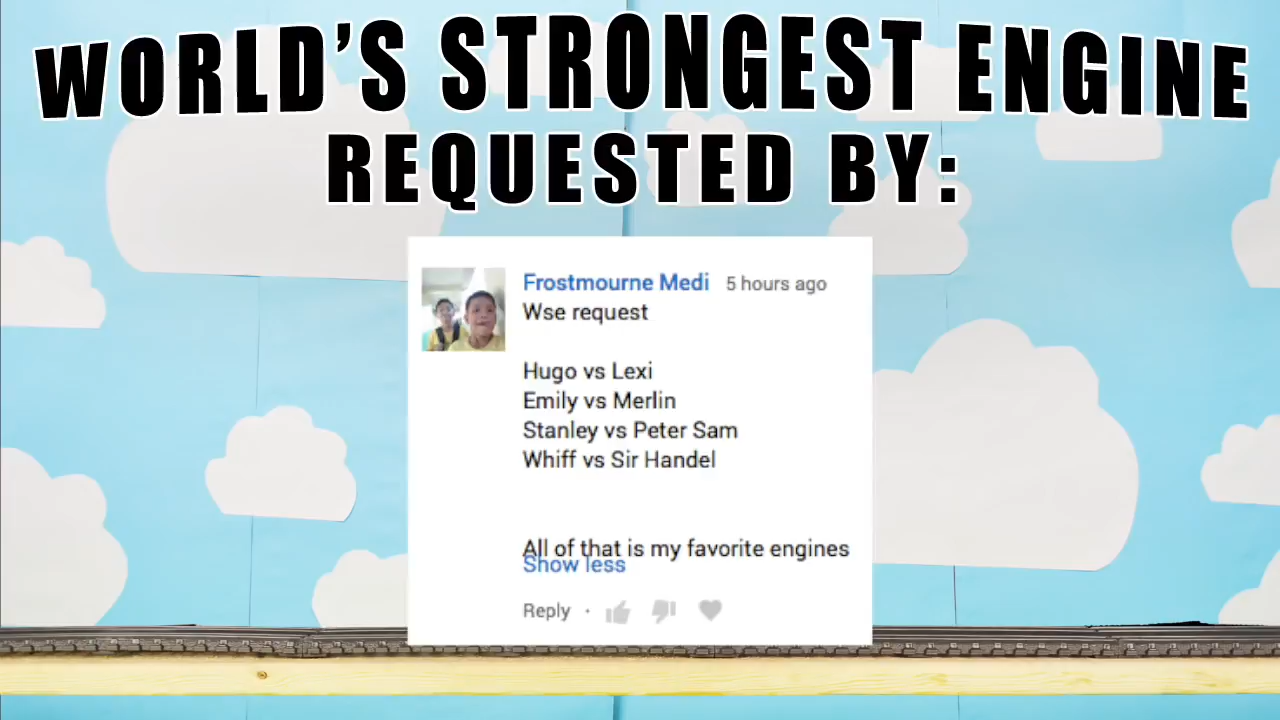 WORLD'S STRONGEST ENGINE
REQUESTED BY:
Frostmourne Medi 5 hours ago
Wse request
Hugo vs Lexi
Emily vs Merlin
Stanley vs Peter Sam
Whiff vs Sir Handel
All of that is my favorite engines
Show less
Reply ·